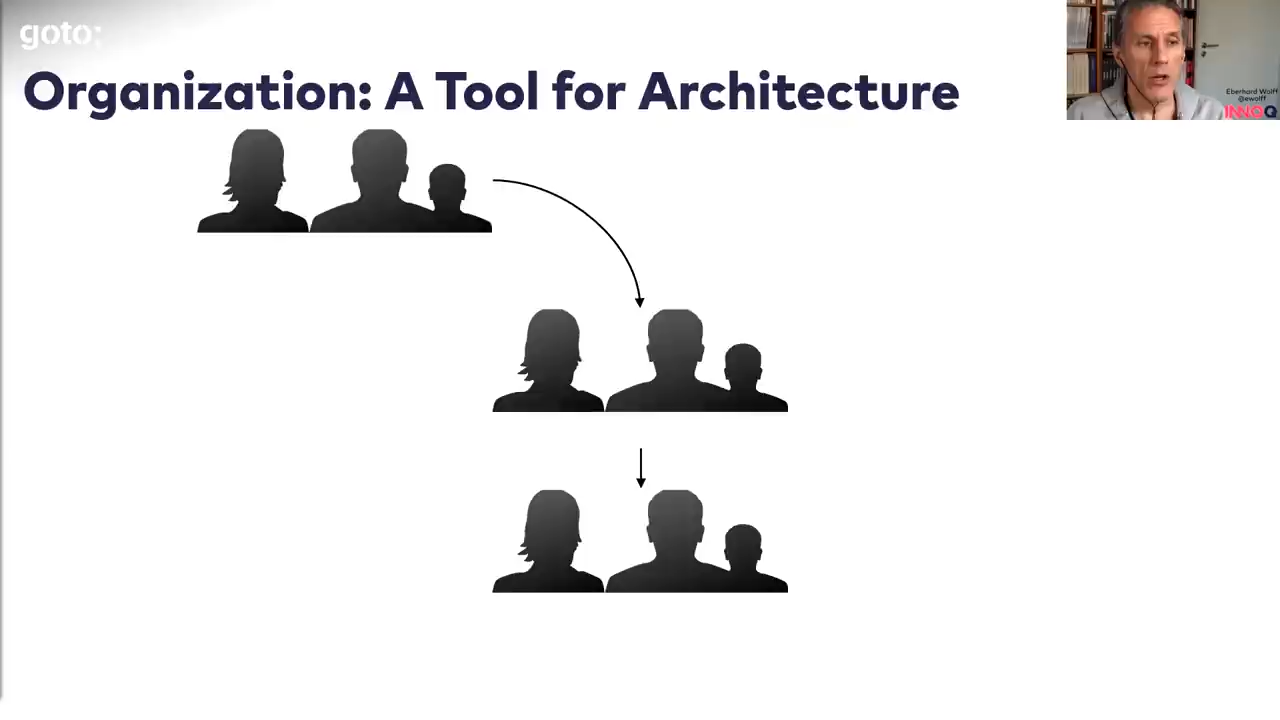 goto;
Organization: A Tool for Architecture
Eberhard Wolff
@ewolff
INNOQ